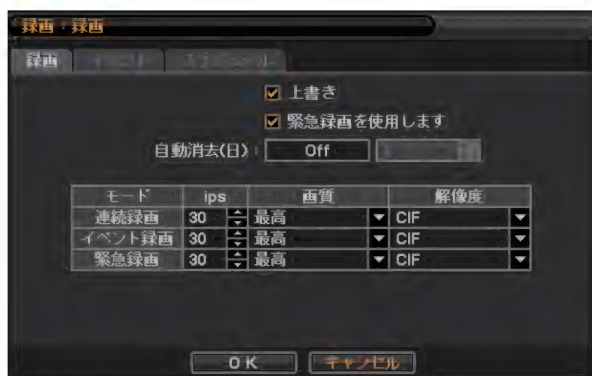 録画 · 録画
録画
上書き
緊急録画を使用します
自動消去(日) : Off
モード ips 画質 解像度
連続録画 30 最高 CIF
イベント録画 30 最高 CIF
緊急録画 30 最高 CIF
OK キャンセル